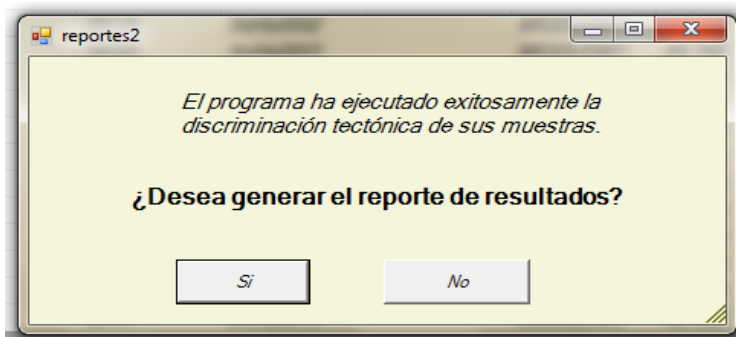 reportes2
El programa ha ejecutado exitosamente la
discriminación tectónica de sus muestras.
¿Desea generar el reporte de resultados?
Si
No